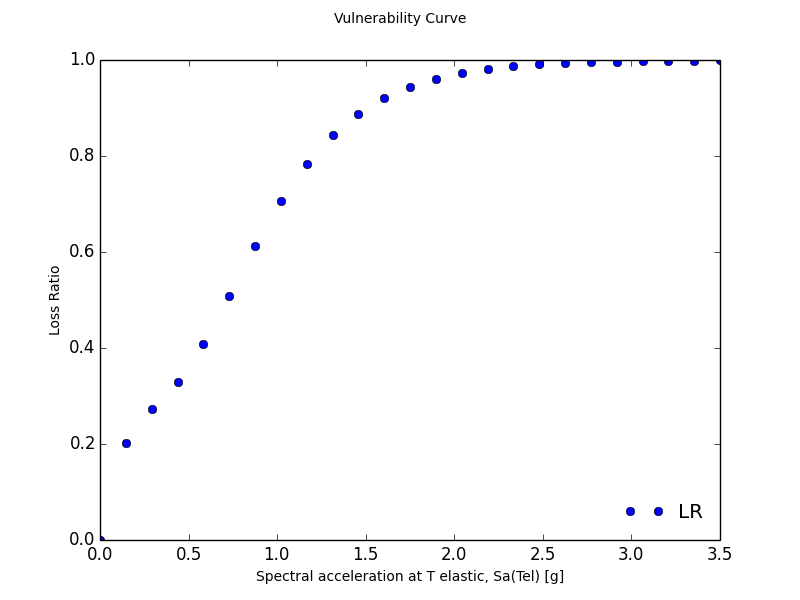 Vulnerability Curve
1.0
0.8
0.6
0.4
0.2
0.0
Loss Ratio
LR
0.0 0.5 1.0 1.5 2.0 2.5 3.0 3.5
Spectral acceleration at T elastic, Sa(Tel) [g]